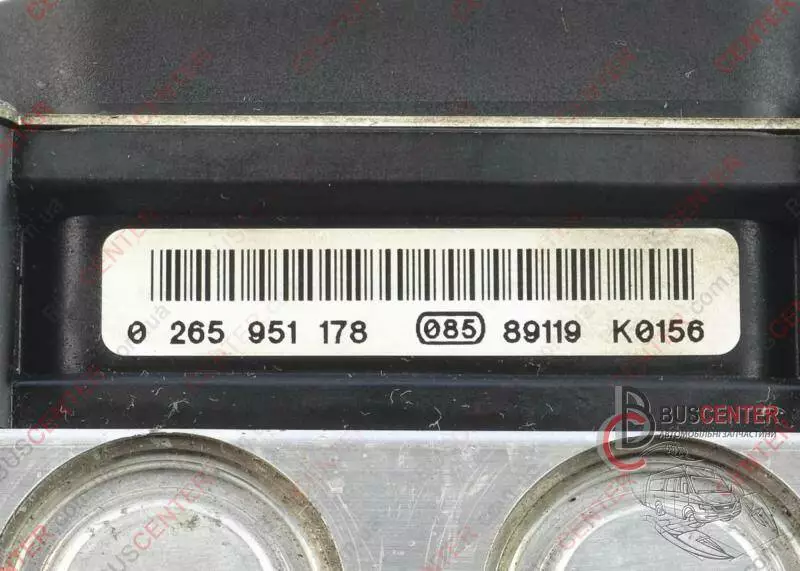 0 265 951 178 085 89119 K0156
BUSCENTER
АВТОМОБІЛЬНІ ЗАПЧАСТИНИ